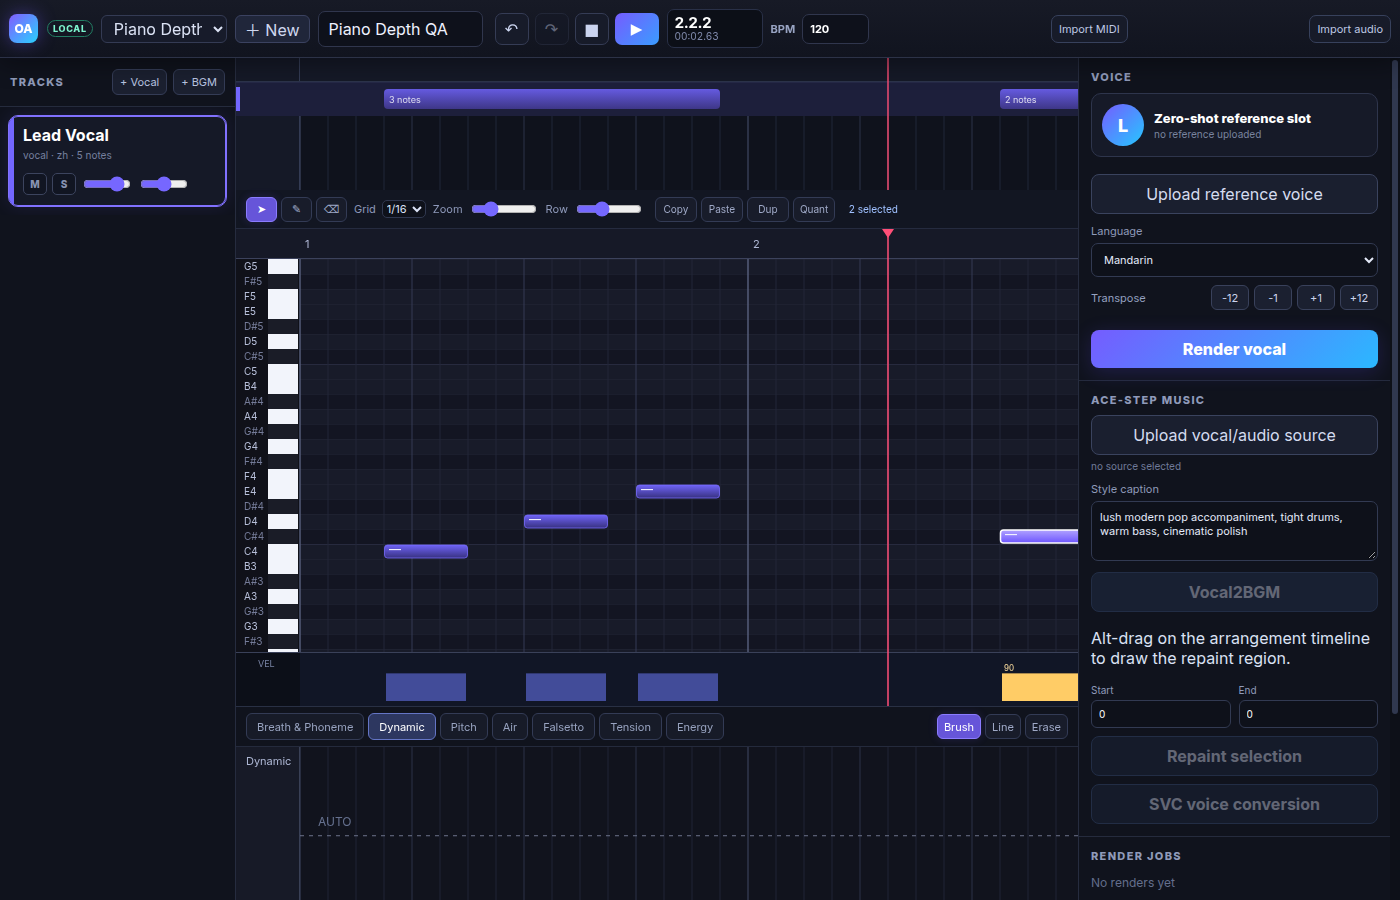 OA
LOCAL
Piano Depth
+ New
Piano Depth QA
2.2.2
00:02.63
BPM
120
Import MIDI
Import audio
TRACKS
+ Vocal
+ BGM
Lead Vocal
vocal · zh · 5 notes
M
S
3 notes
2 notes
Grid
1/16
Zoom
Row
Copy
Paste
Dup
Quant
2 selected
1
2
G5
F#5
F5
E5
D#5
D5
C#5
C5
B4
A#4
A4
G#4
G4
F#4
F4
E4
D#4
D4
C#4
C4
B3
A#3
A3
G#3
G3
F#3
VEL
90
Breath & Phoneme
Dynamic
Pitch
Air
Falsetto
Tension
Energy
Brush
Line
Erase
Dynamic
AUTO
VOICE
L
Zero-shot reference slot
no reference uploaded
Upload reference voice
Language
Mandarin
Transpose
-12
-1
+1
+12
Render vocal
ACE-STEP MUSIC
Upload vocal/audio source
no source selected
Style caption
lush modern pop accompaniment, tight drums,
warm bass, cinematic polish
Vocal2BGM
Alt-drag on the arrangement timeline
to draw the repaint region.
Start
End
0
0
Repaint selection
SVC voice conversion
RENDER JOBS
No renders yet